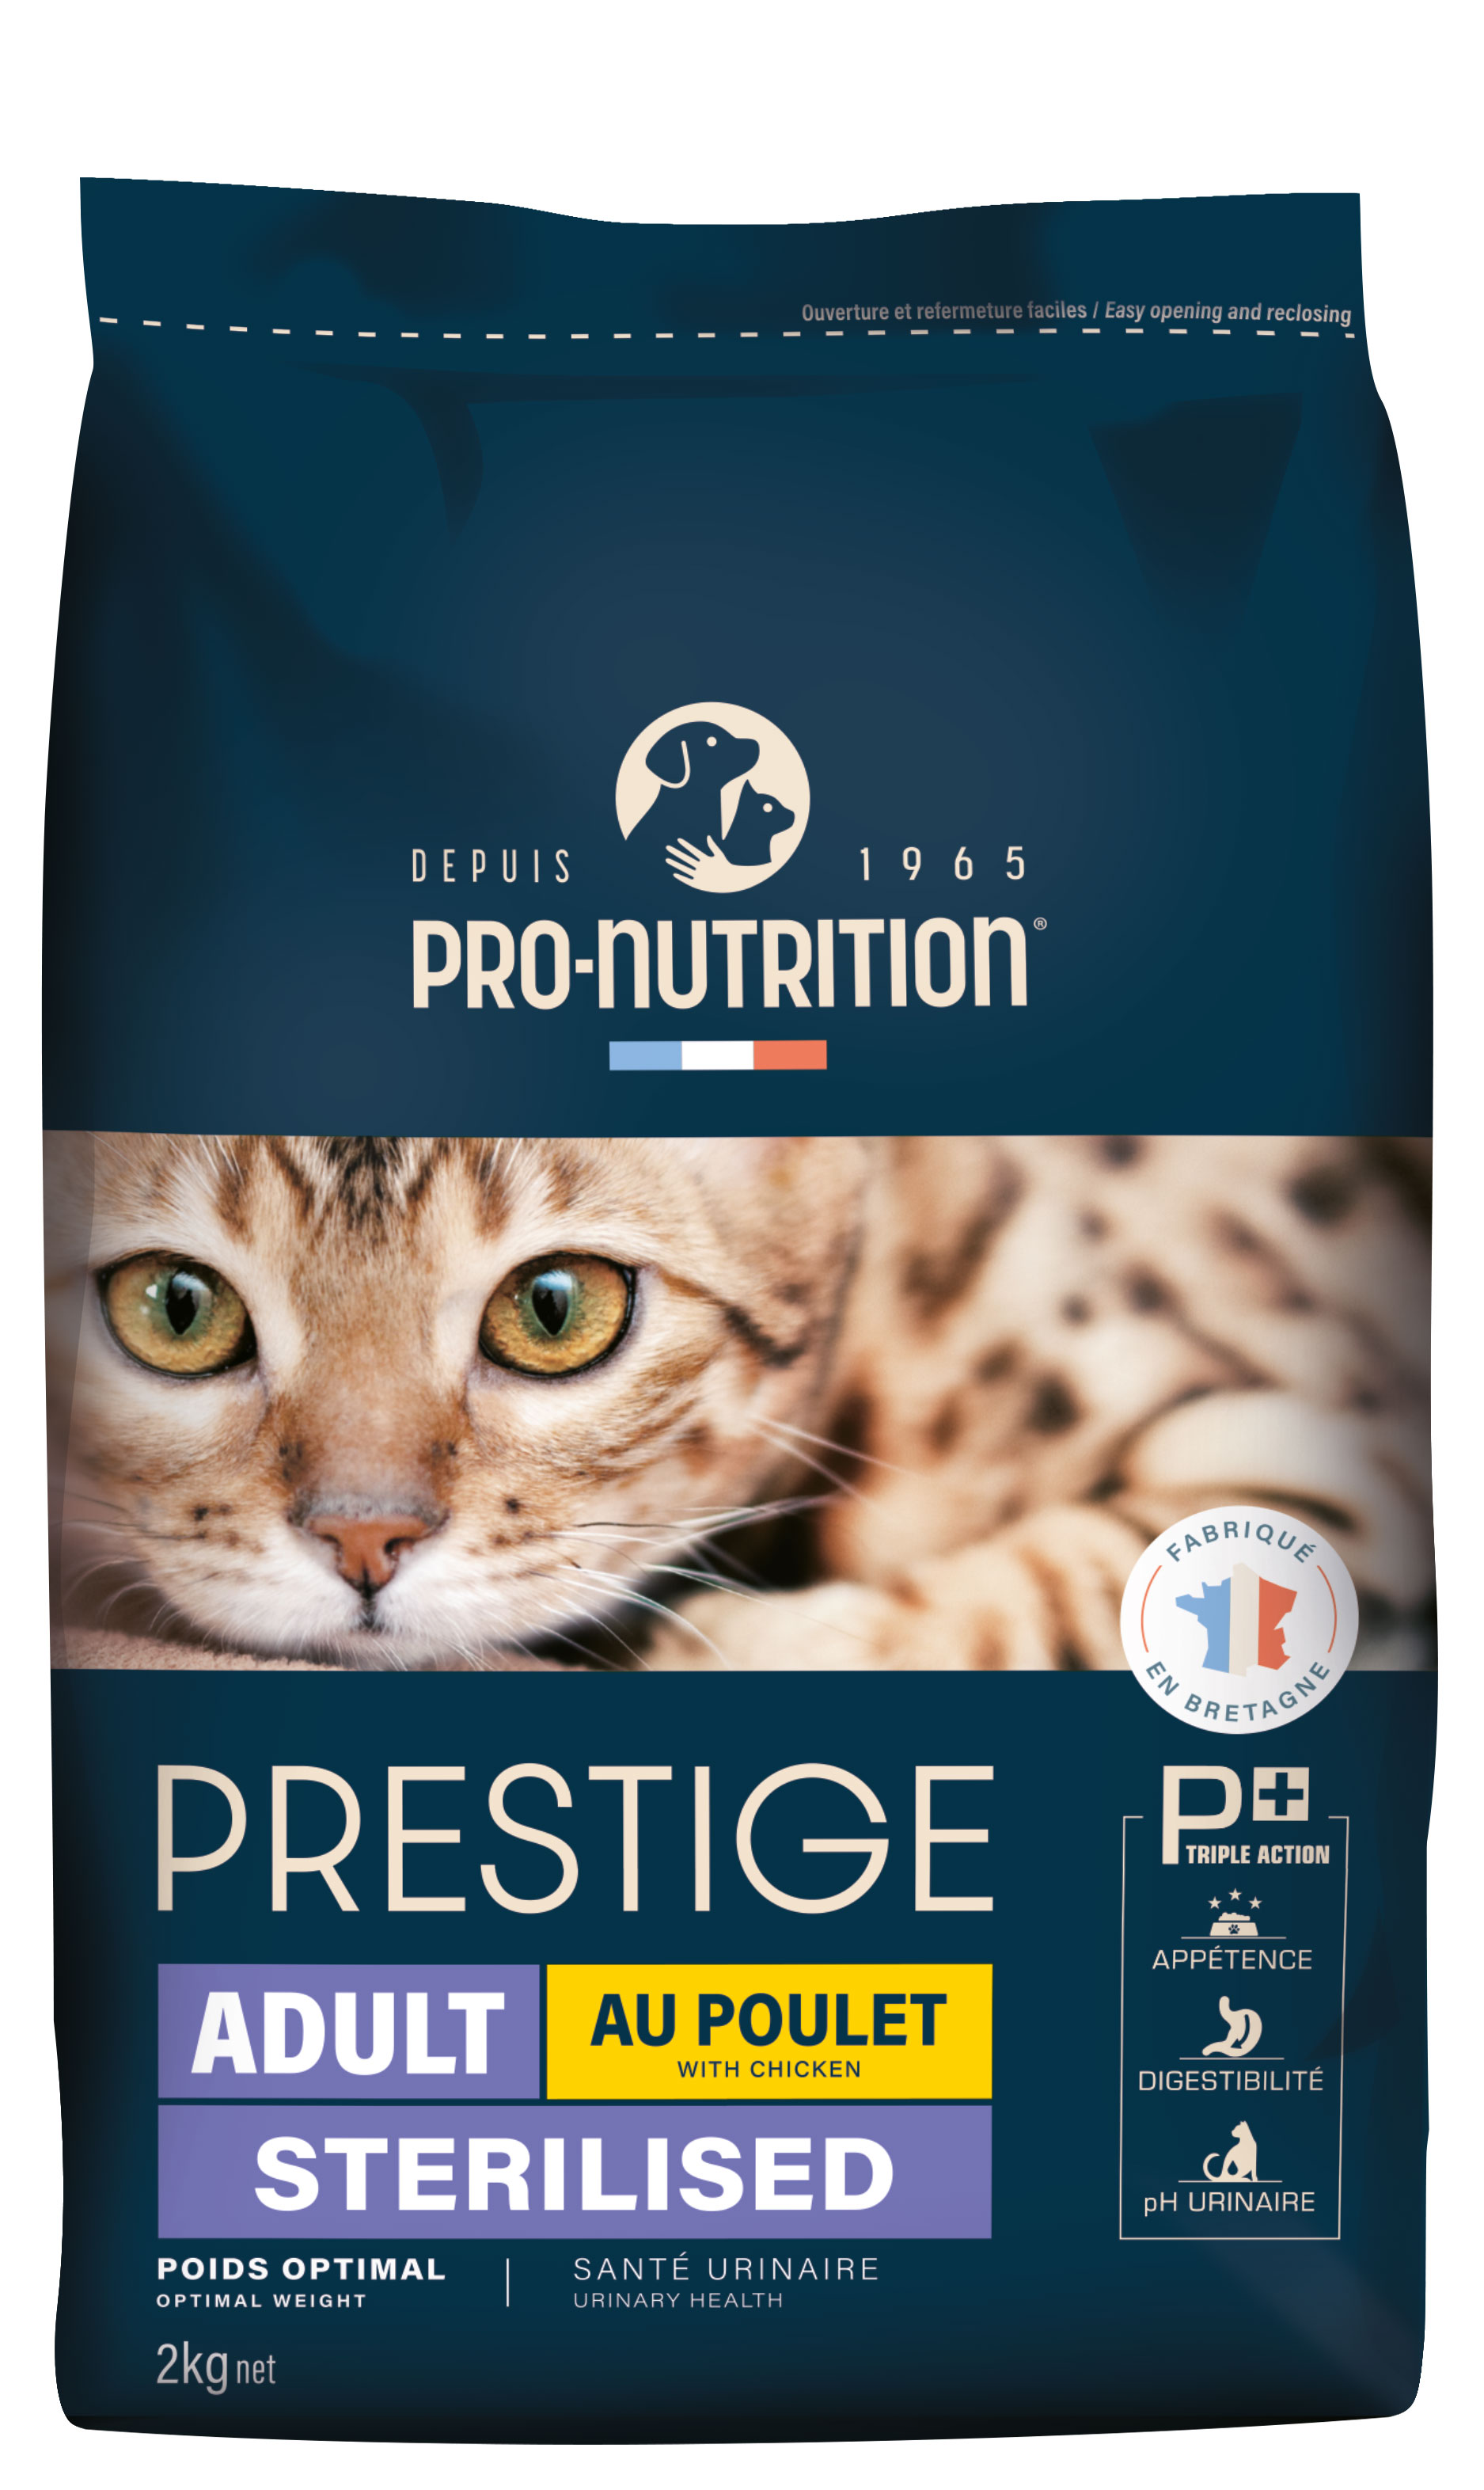 Ouverture et refermeture faciles / Easy opening and reclosing
DEPUIS 1965
PRO-NUTRITION®
FABRIQUÉ
EN BRETAGNE
PRESTIGE
ADULT
AU POULET
WITH CHICKEN
STERILISED
POIDS OPTIMAL
OPTIMAL WEIGHT
SANTÉ URINAIRE
URINARY HEALTH
2kg net
P+
TRIPLE ACTION
APPÉTENCE
DIGESTIBILITÉ
pH URINAIRE